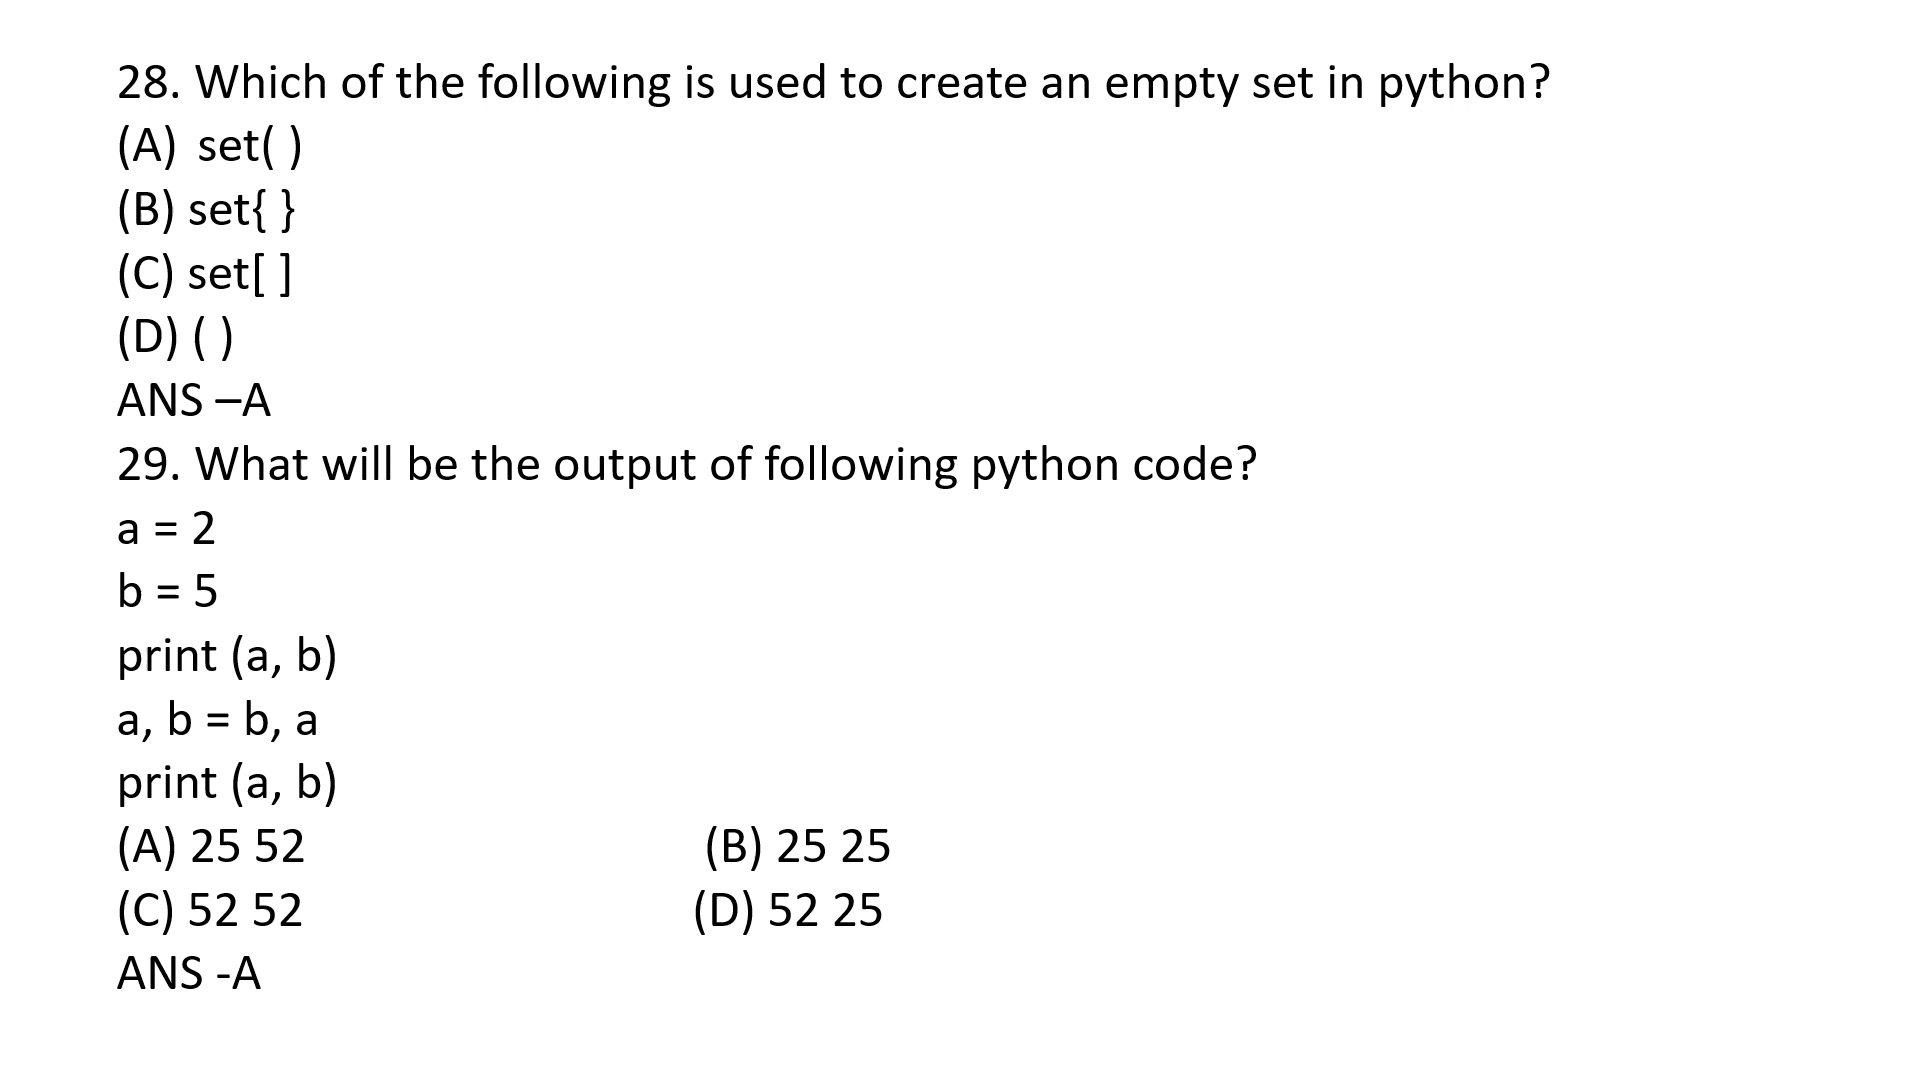 28. Which of the following is used to create an empty set in python?
(A) set( )
(B) set{ }
(C) set[ ]
(D) ( )
ANS –A
29. What will be the output of following python code?
a = 2
b = 5
print (a, b)
a, b = b, a
print (a, b)
(A) 25 52 (B) 25 25
(C) 52 52 (D) 52 25
ANS -A